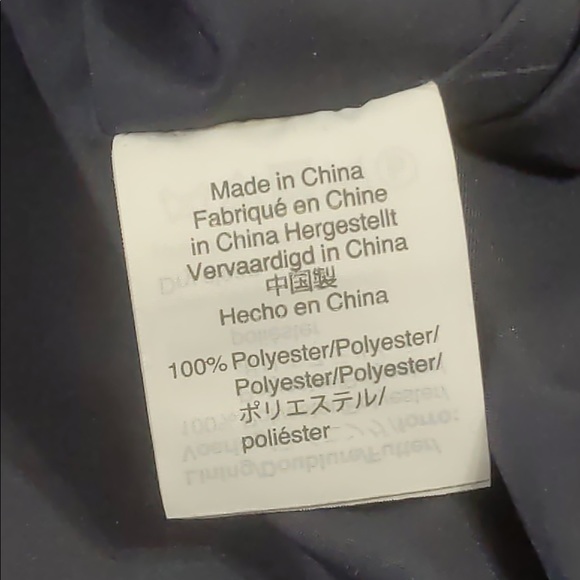 Made in China
Fabriqué en Chine
in China Hergestellt
Vervaardigd in China
中国製
Hecho en China
100% Polyester/Polyester/
Polyester/Polyester/
ポリエステル/
poliéster